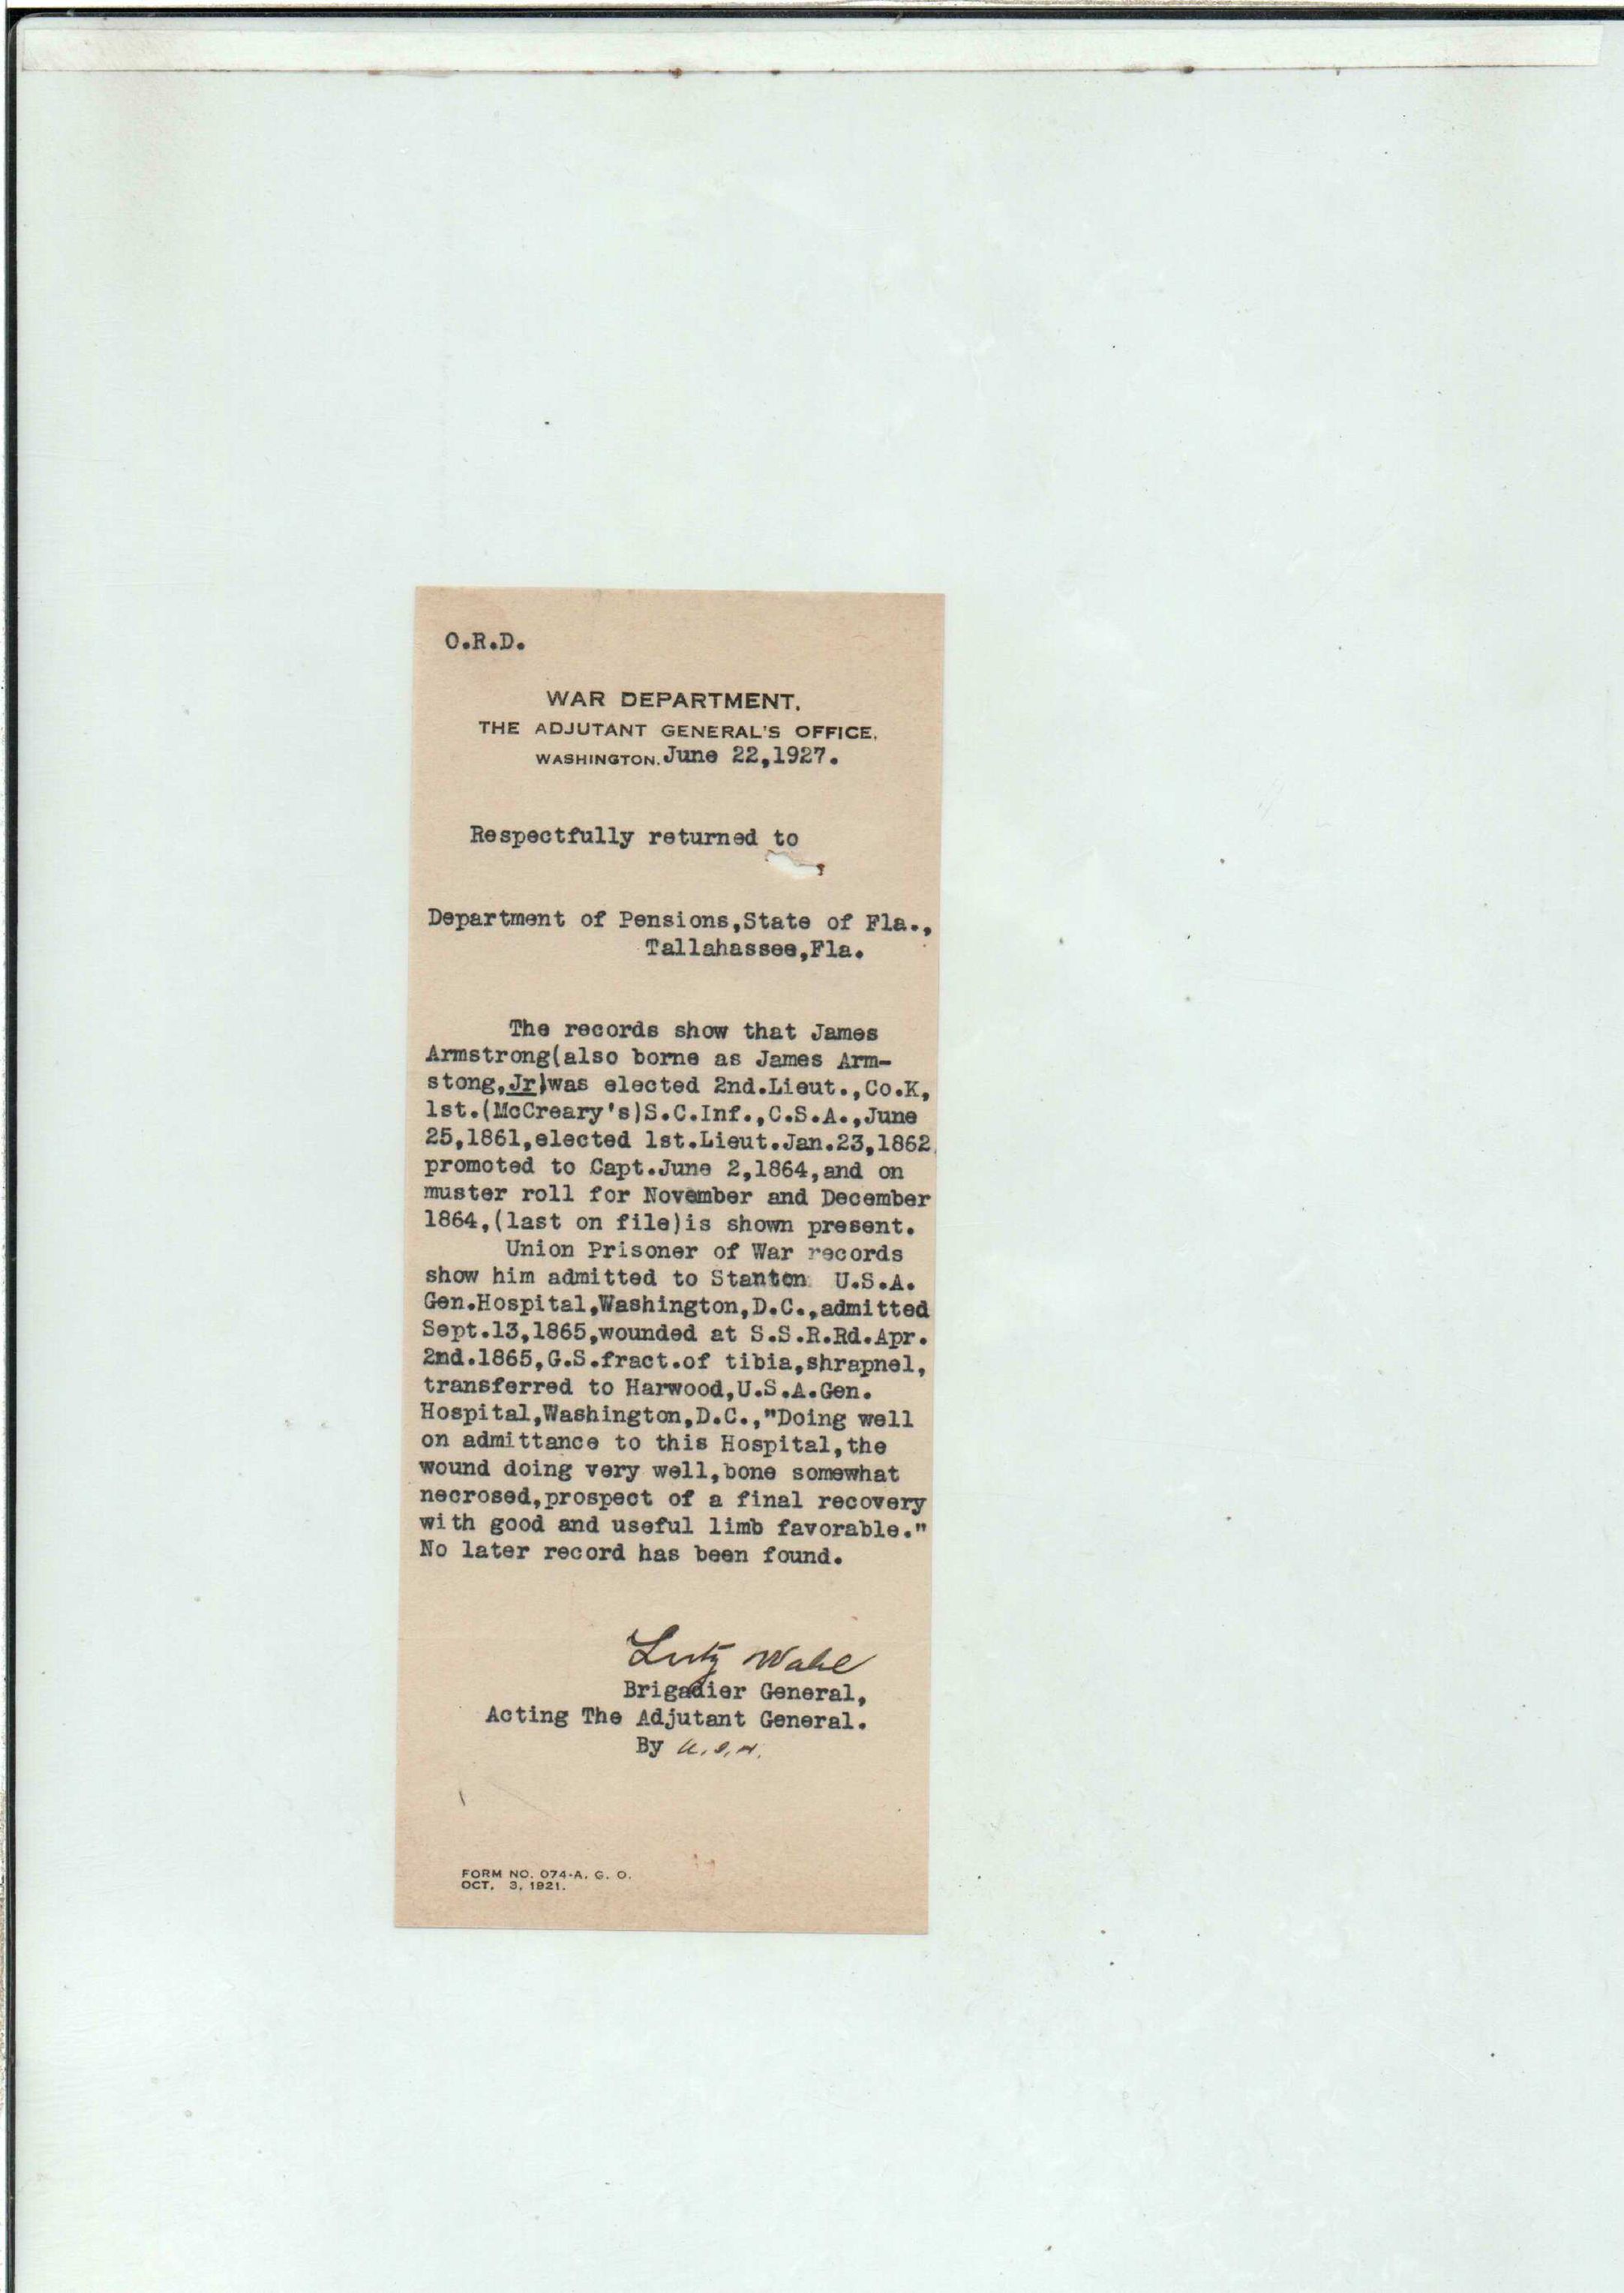 O.R.D.
WAR DEPARTMENT,
THE ADJUTANT GENERAL'S OFFICE,
WASHINGTON, June 22,1927.
Respectfully returned to
Department of Pensions,State of Fla.,
Tallahassee,Fla.
The records show that James
Armstrong(also borne as James Arm-
stong,Jr)was elected 2nd.Lieut.,Co.K,
1st.(McCreary's)S.C.Inf.,C.S.A.,June
25,1861,elected 1st.Lieut.Jan.23,1862,
promoted to Capt.June 2,1864,and on
muster roll for November and December
1864,(last on file)is shown present.
Union Prisoner of War records
show him admitted to Stanton U.S.A.
Gen.Hospital,Washington,D.C.,admitted
Sept.13,1865,wounded at S.S.R.Rd.Apr.
2nd.1865,G.S.fract.of tibia,shrapnel,
transferred to Harwood,U.S.A.Gen.
Hospital,Washington,D.C.,"Doing well
on admittance to this Hospital,the
wound doing very well,bone somewhat
necrosed,prospect of a final recovery
with good and useful limb favorable."
No later record has been found.
Lutz Wahl
Brigadier General,
Acting The Adjutant General.
By
FORM NO. 074-A. G. O.
OCT. 3, 1921.